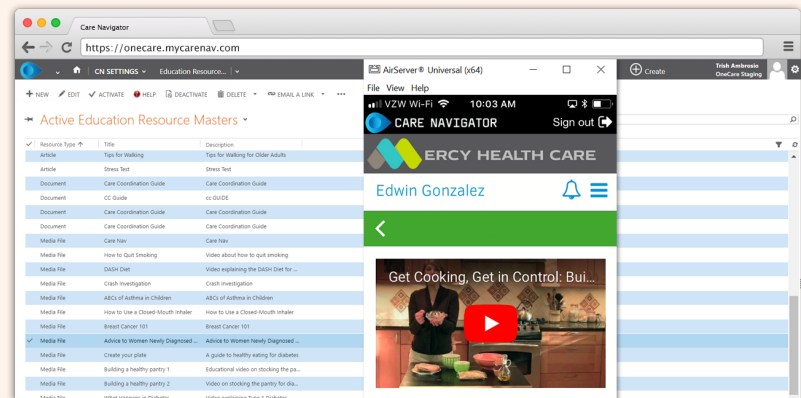 Care Navigator
https://onecare.mycarenav.com
CN SETTINGS Education Resource...
Create
Trish Ambrosio
OneCare Staging
NEW EDIT ACTIVATE HELP DEACTIVATE DELETE EMAIL A LINK ...
Active Education Resource Masters
Resource Type Title Description
Article Tips for Walking Tips for Walking for Older Adults
Article Stress Test Stress Test
Document Care Coordination Guide Care Coordination Guide
Document CC Guide cc GUIDE
Document Care Coordination Guide Care Coordination Guide
Document Care Coordination Guide Care Coordination Guide
Media File Care Nav Care Nav
Media File How to Quit Smoking Video about how to quit smoking
Media File DASH Diet Video explaining the DASH Diet for ...
Media File Crash Investigation Crash Investigation
Media File ABCs of Asthma in Children ABCs of Asthma in Children
Media File How to Use a Closed-Mouth Inhaler How to Use a Closed-Mouth Inhaler
Media File Breast Cancer 101 Breast Cancer 101
Media File Advice to Women Newly Diagnosed ... Advice to Women Newly Diagnosed ...
Media File Create your plate A guide to healthy eating for diabetes
Media File Building a healthy pantry 1 Educational video on stocking the pa...
Media File Building a healthy pantry 2 Video on stocking the pantry for dia...
Media File What Happens in Diabetes Video explaining Type 2 Diabetes
AirServer® Universal (x64)
File View Help
VZW Wi-Fi 10:03 AM
CARE NAVIGATOR Sign out
ERCY HEALTH CARE
Edwin Gonzalez
Get Cooking, Get in Control: Bui...